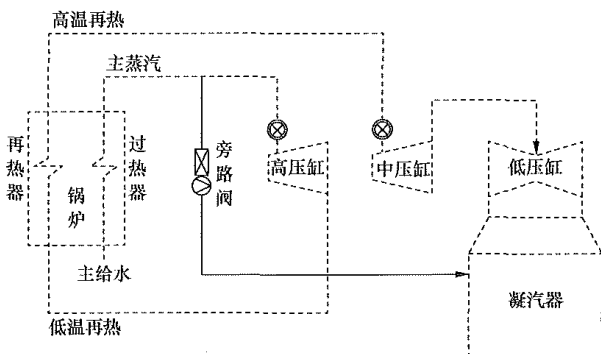 高温再热
主蒸汽
再热器
过热器
锅炉
旁路阀
高压缸
中压缸
低压缸
主给水
凝汽器
低温再热